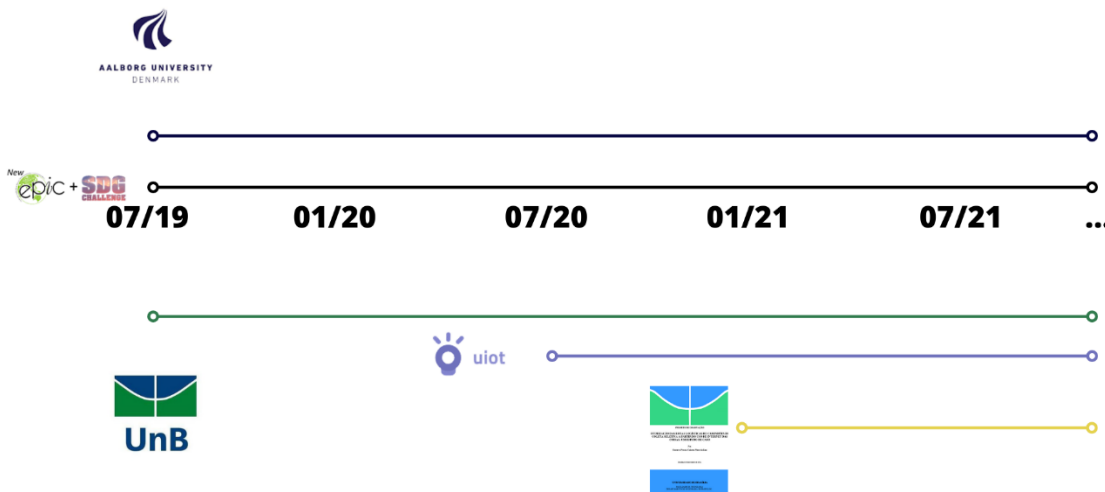 AALBORG UNIVERSITY
DENMARK
New
epic + SDG
CHALLENGE
07/19 01/20 07/20 01/21 07/21 ...
uiot
UnB